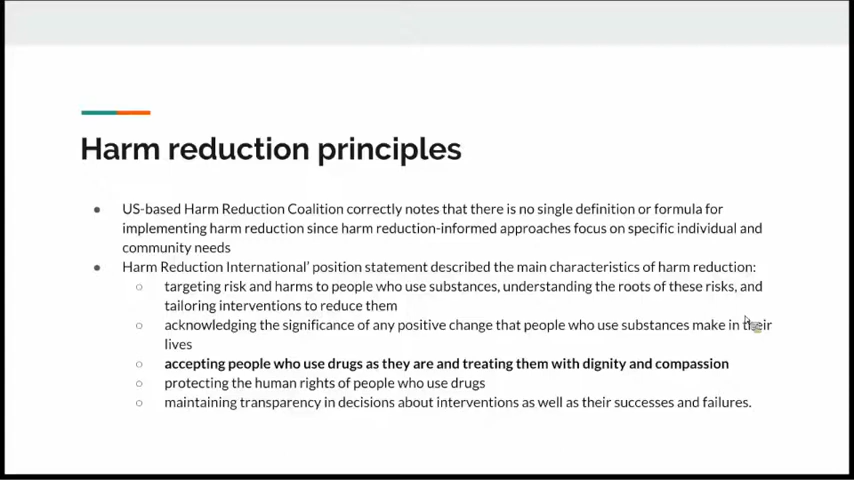 Harm reduction principles
● US-based Harm Reduction Coalition correctly notes that there is no single definition or formula for
implementing harm reduction since harm reduction-informed approaches focus on specific individual and
community needs
● Harm Reduction International' position statement described the main characteristics of harm reduction:
○ targeting risk and harms to people who use substances, understanding the roots of these risks, and
tailoring interventions to reduce them
○ acknowledging the significance of any positive change that people who use substances make in their
lives
○ accepting people who use drugs as they are and treating them with dignity and compassion
○ protecting the human rights of people who use drugs
○ maintaining transparency in decisions about interventions as well as their successes and failures.